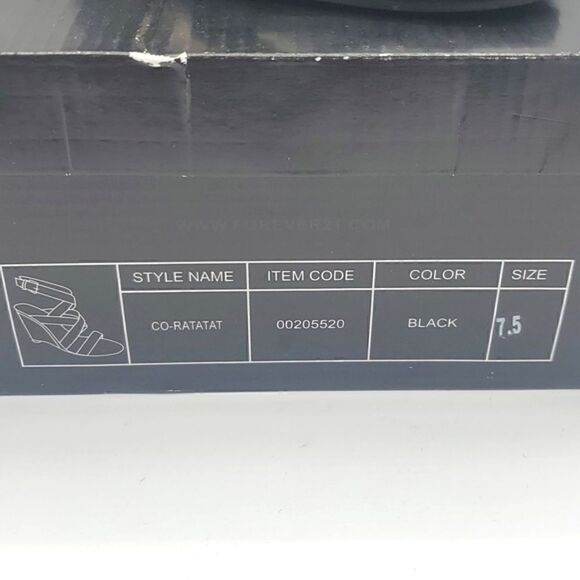 WWW.FOREVER21.COM
STYLE NAME ITEM CODE COLOR SIZE
CO-RATATAT 00205520 BLACK 7.5